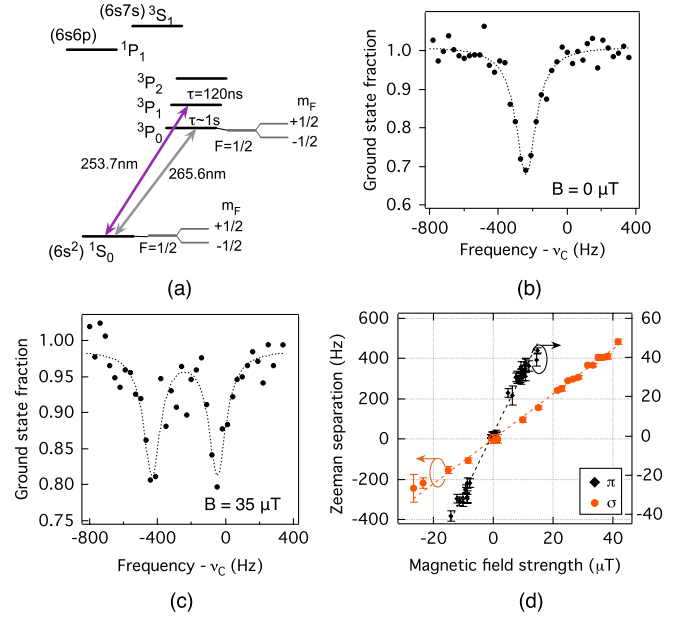 (6s7s) ³S₁
(6s6p)
¹P₁
³P₂
τ=120ns
³P₁
m_F
³P₀
τ~1s
+1/2
F=1/2
-1/2
253.7nm
265.6nm
m_F
+1/2
(6s²) ¹S₀
F=1/2
-1/2
(a)
Ground state fraction
1.0
0.9
0.8
0.7
0.6
B = 0 µT
-800
-400
0
400
Frequency - ν_C (Hz)
(b)
Ground state fraction
1.00
0.95
0.90
0.85
0.80
0.75
B = 35 µT
-800
-400
0
400
Frequency - ν_C (Hz)
(c)
Zeeman separation (Hz)
600
400
200
0
-200
-400
60
40
20
0
-20
-40
π
σ
-20
0
20
40
Magnetic field strength (µT)
(d)